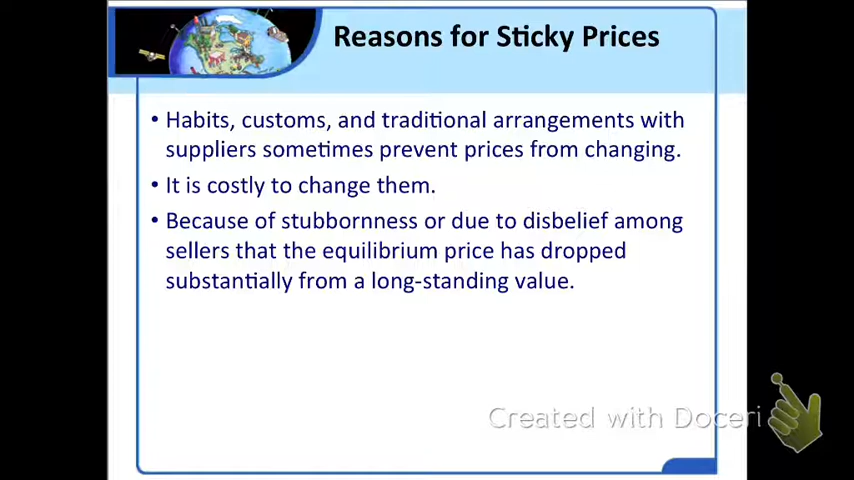 Reasons for Sticky Prices
• Habits, customs, and traditional arrangements with
suppliers sometimes prevent prices from changing.
• It is costly to change them.
• Because of stubbornness or due to disbelief among
sellers that the equilibrium price has dropped
substantially from a long-standing value.
Created with Doceri